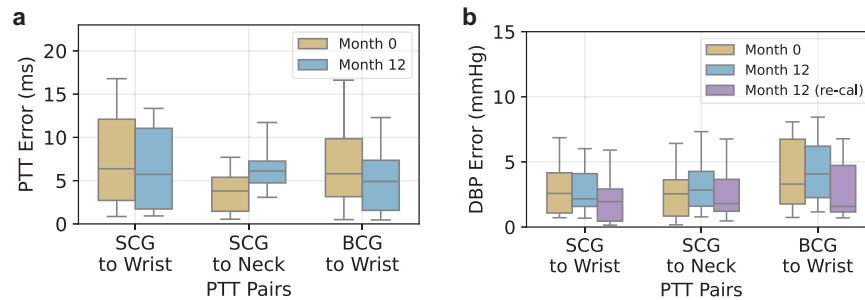 a
PTT Error (ms)
20
15
10
5
0
Month 0
Month 12
SCG
to Wrist
SCG
to Neck
BCG
to Wrist
PTT Pairs
b
DBP Error (mmHg)
15
10
5
0
Month 0
Month 12
Month 12 (re-cal)
SCG
to Wrist
SCG
to Neck
BCG
to Wrist
PTT Pairs